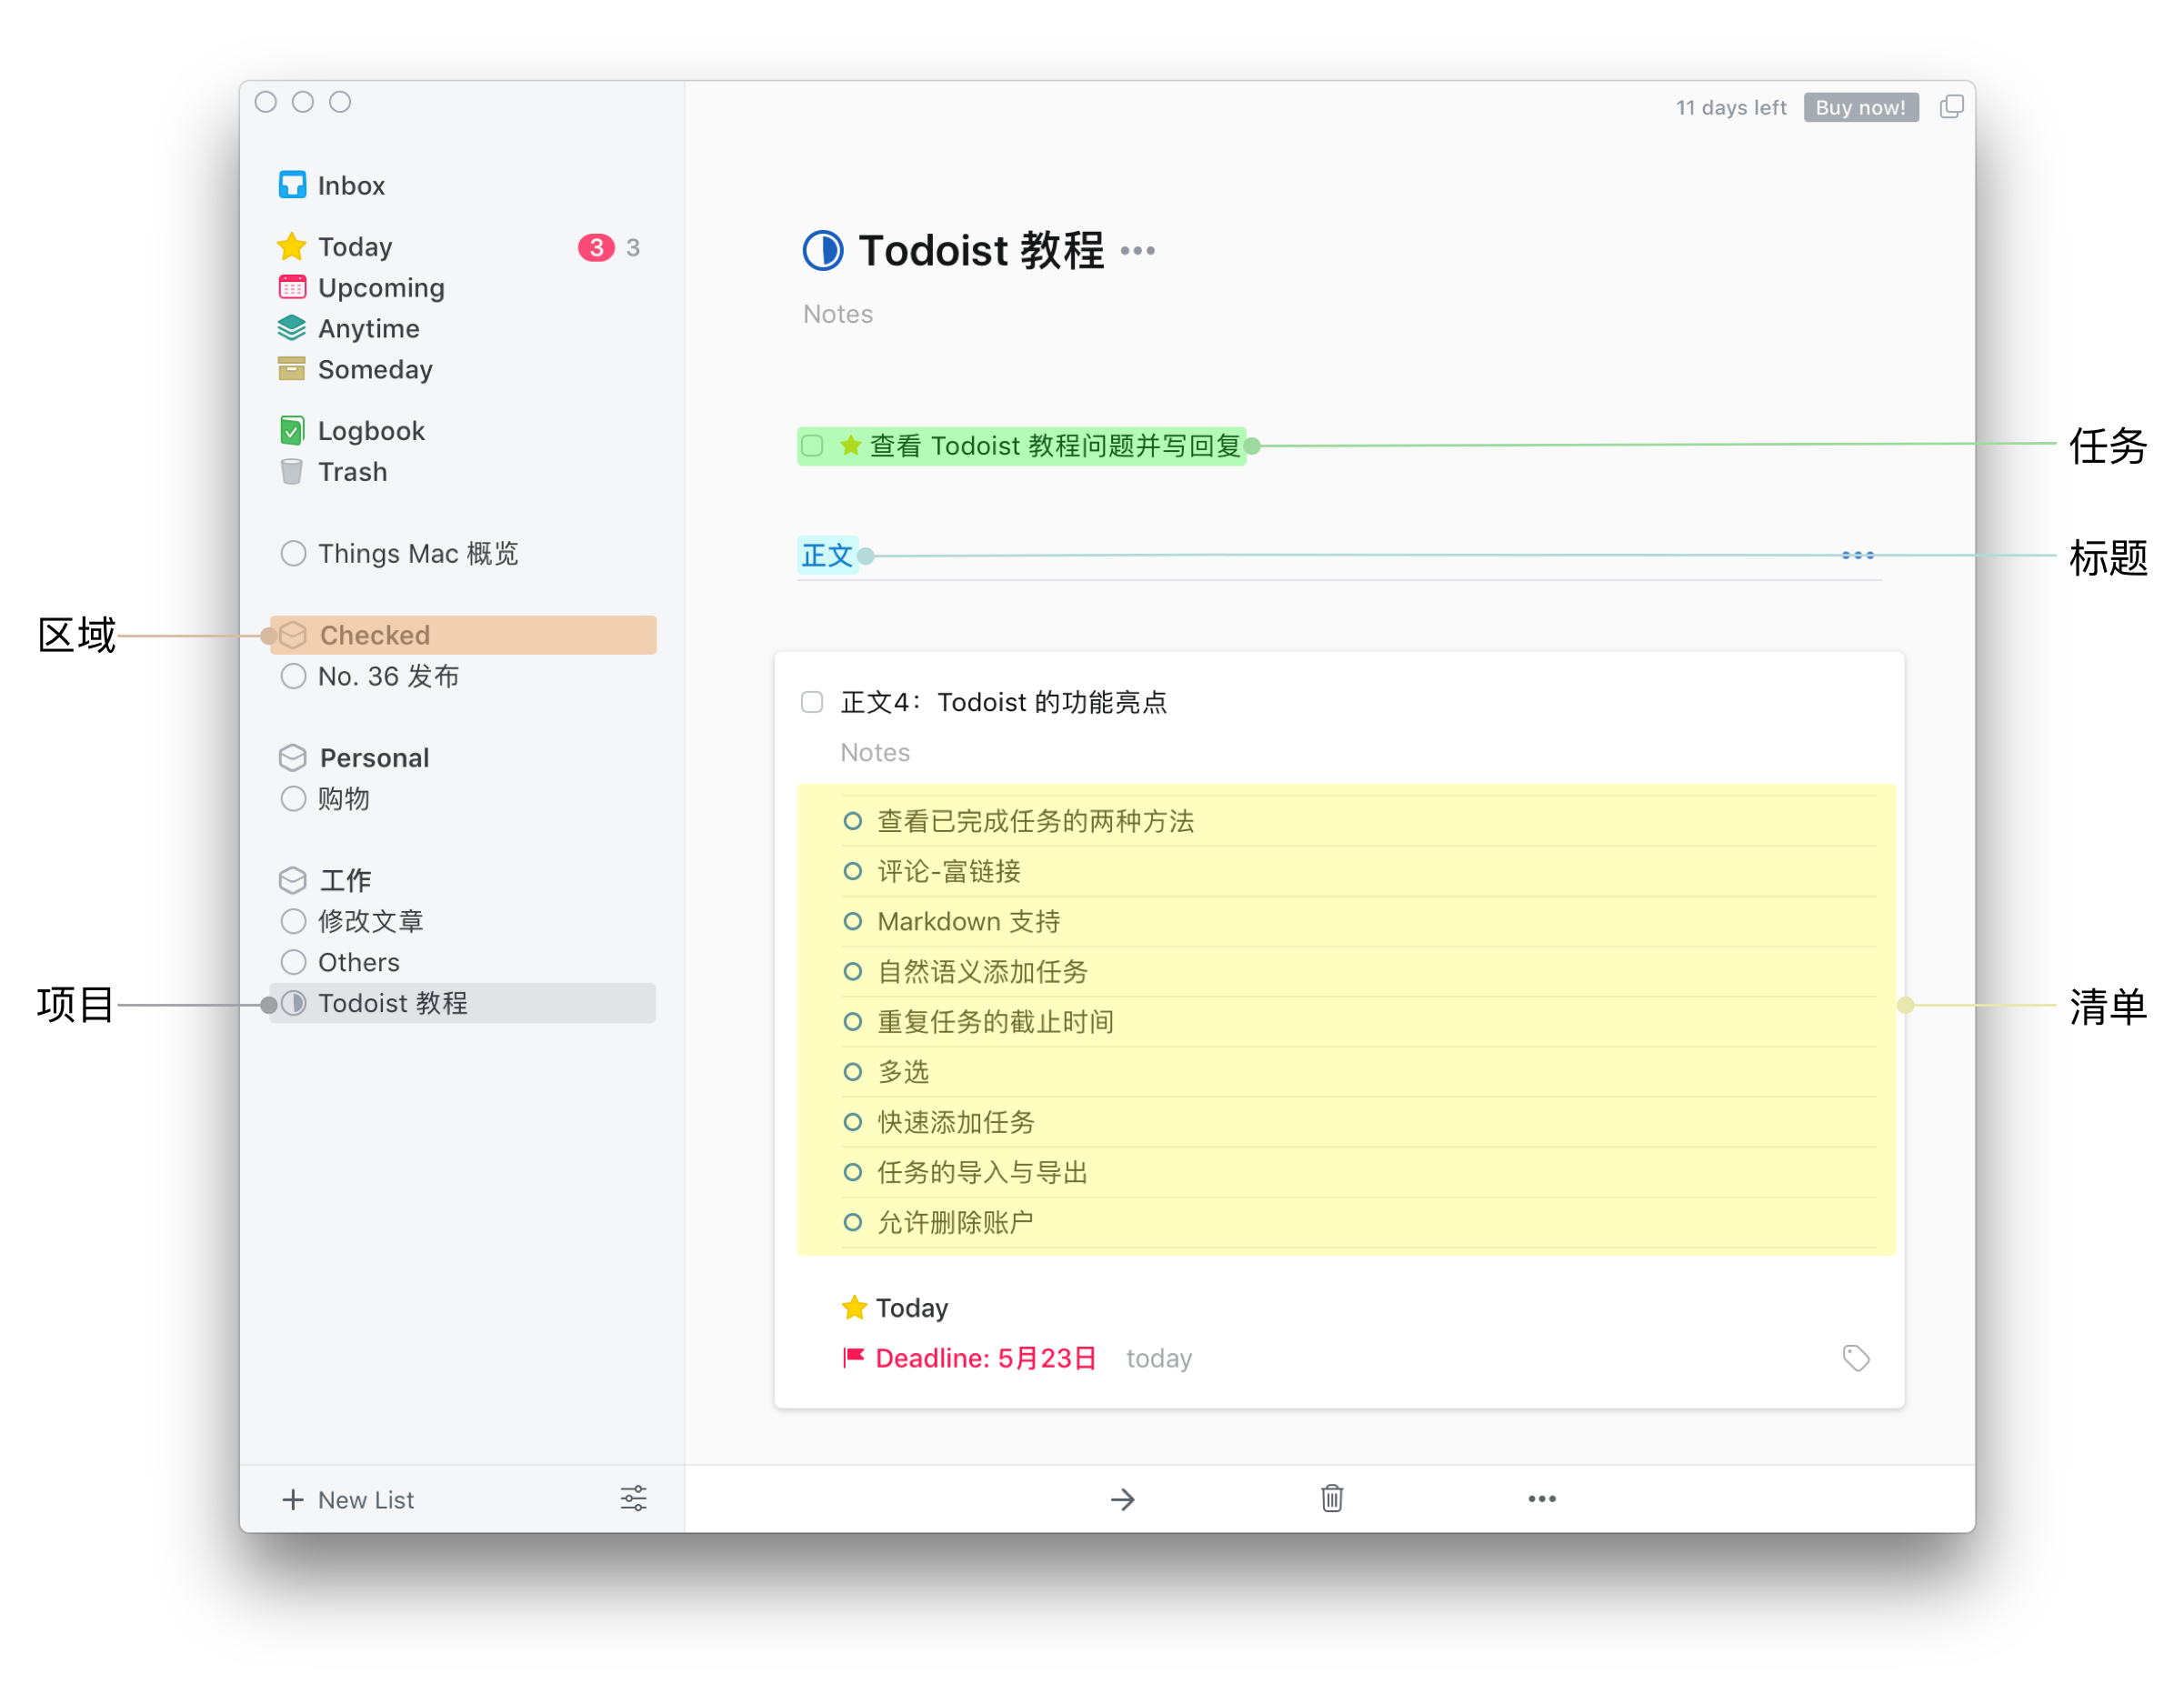 11 days left Buy now!
Inbox
Today 3 3
Upcoming
Anytime
Someday
Logbook
Trash
Things Mac 概览
区域
Checked
No. 36 发布
Personal
购物
工作
修改文章
Others
项目
Todoist 教程
New List
Todoist 教程
Notes
查看 Todoist 教程问题并写回复
任务
正文
标题
正文4：Todoist 的功能亮点
Notes
查看已完成任务的两种方法
评论-富链接
Markdown 支持
自然语义添加任务
重复任务的截止时间
多选
快速添加任务
任务的导入与导出
允许删除账户
清单
Today
Deadline: 5月23日 today